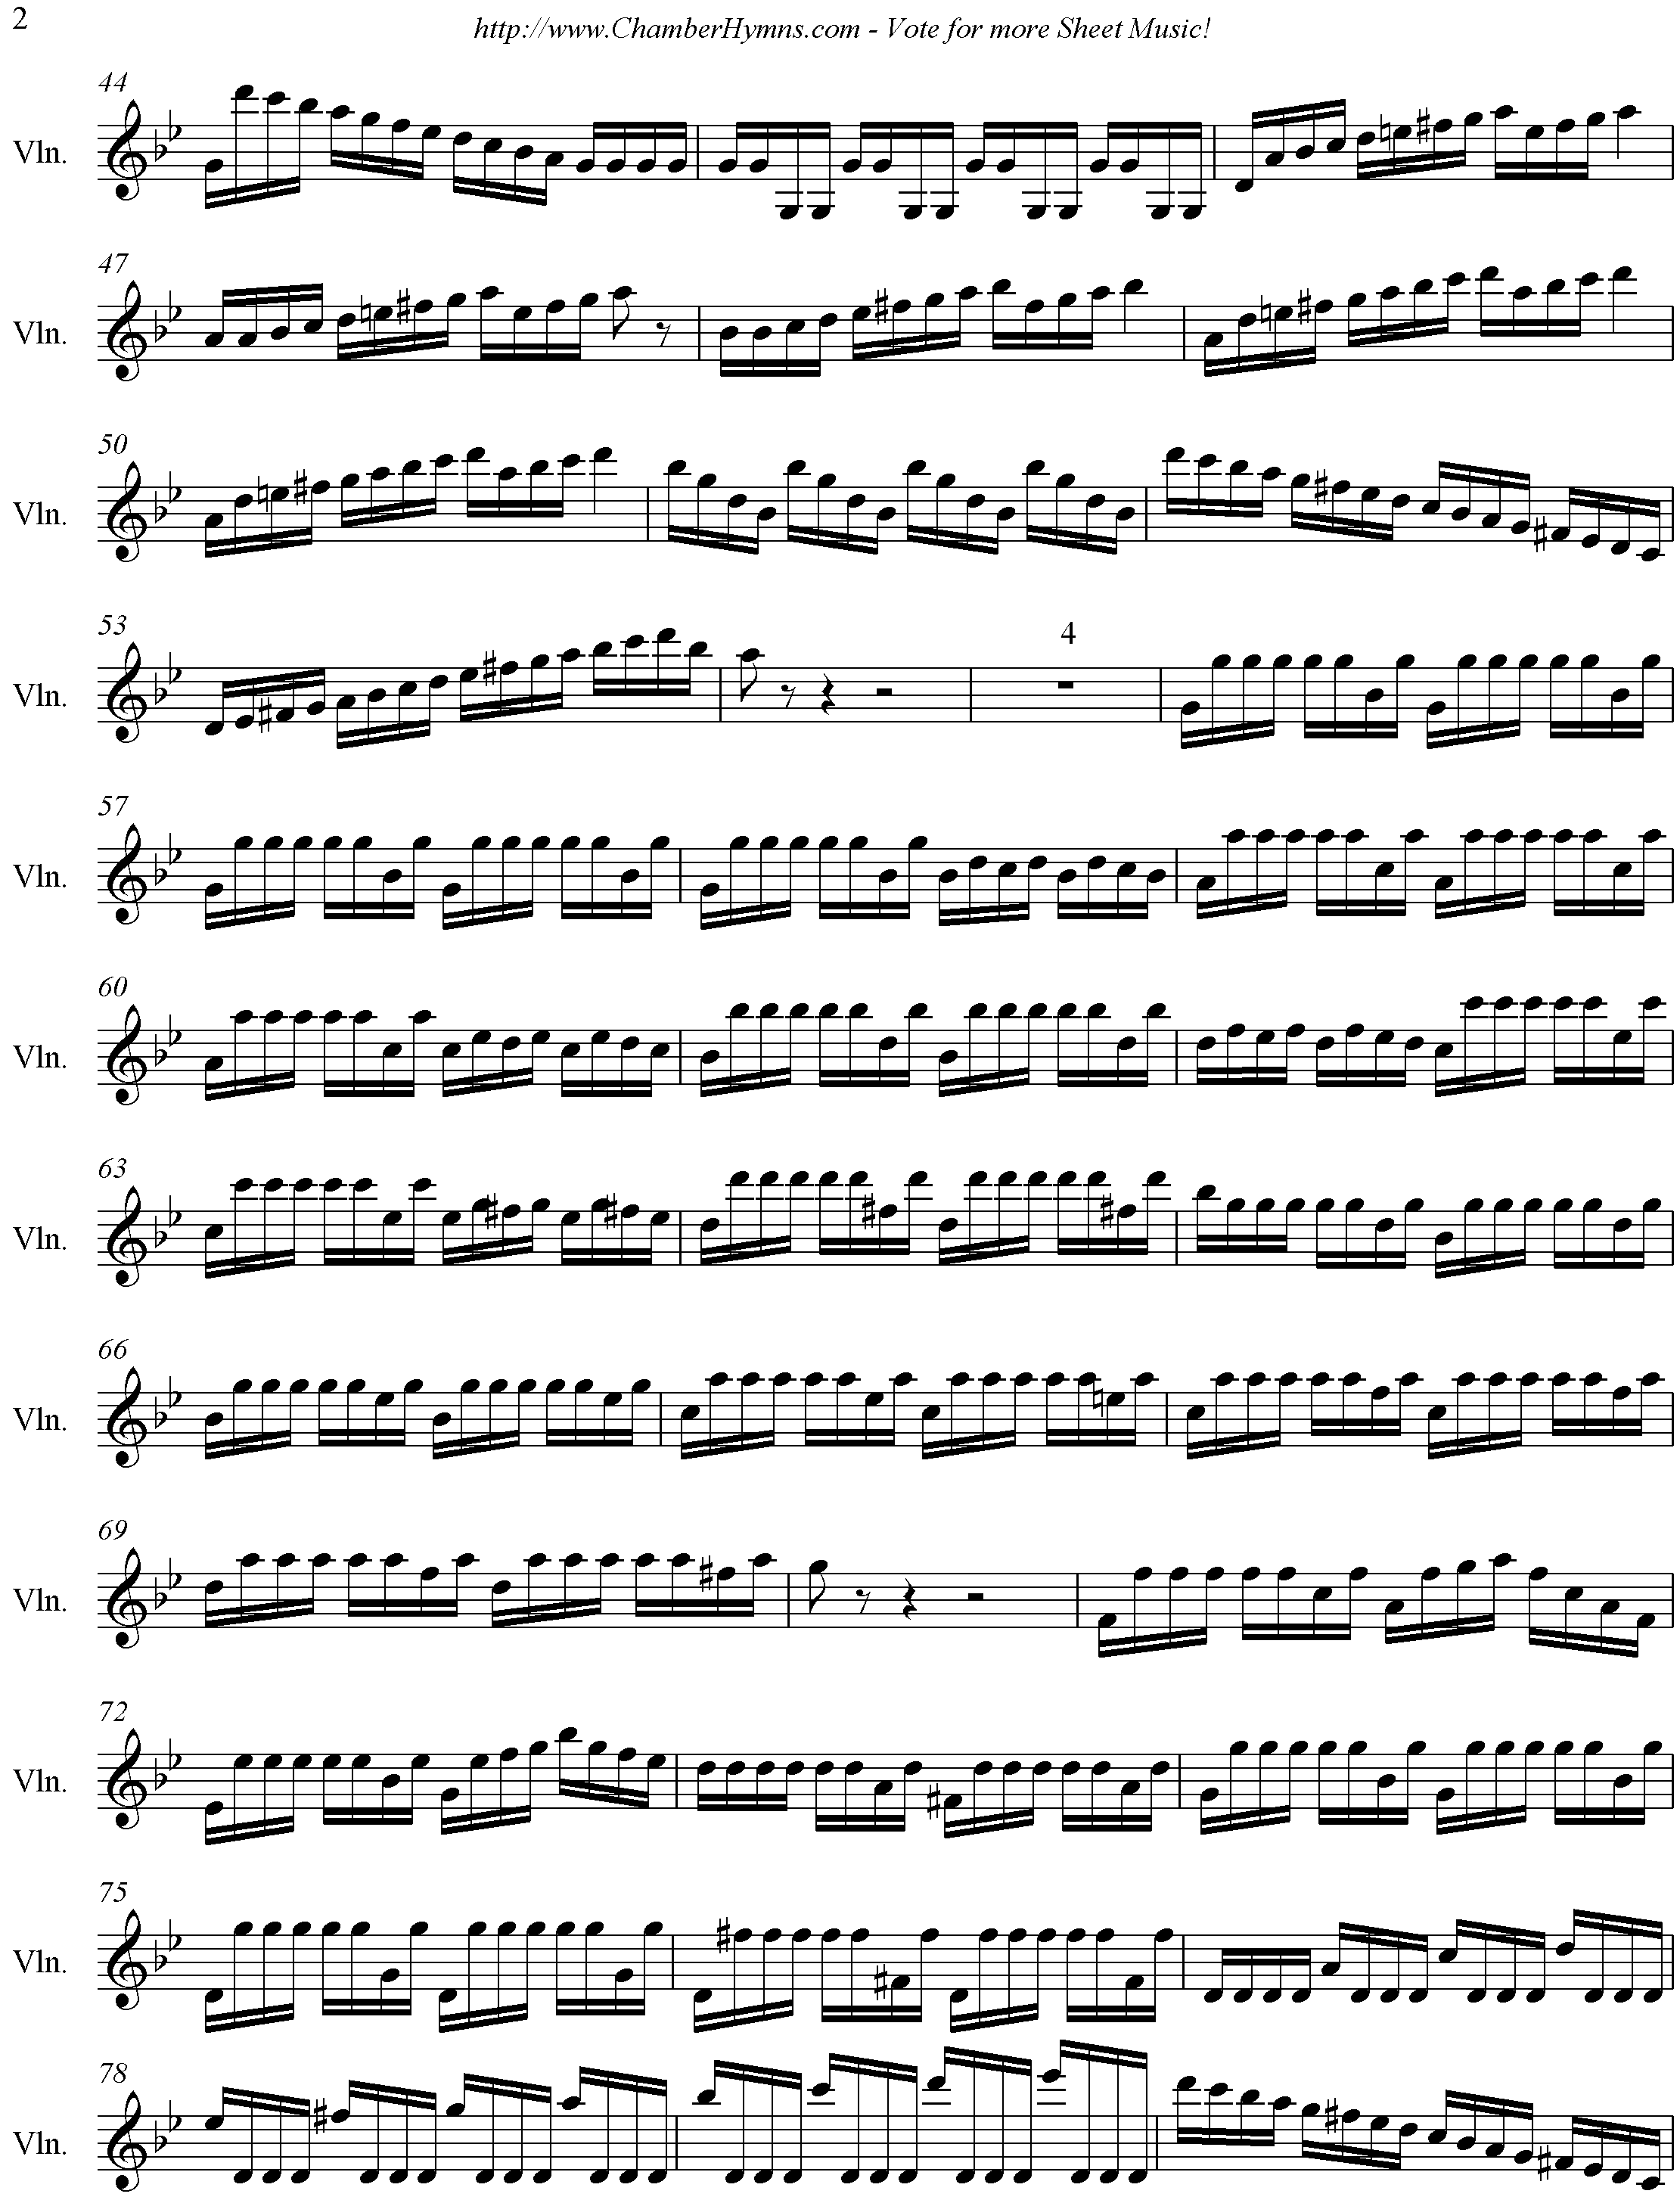 2
http://www.ChamberHymns.com - Vote for more Sheet Music!
44
Vln.
47
Vln.
50
Vln.
53
4
Vln.
57
Vln.
60
Vln.
63
Vln.
66
Vln.
69
Vln.
72
Vln.
75
Vln.
78
Vln.